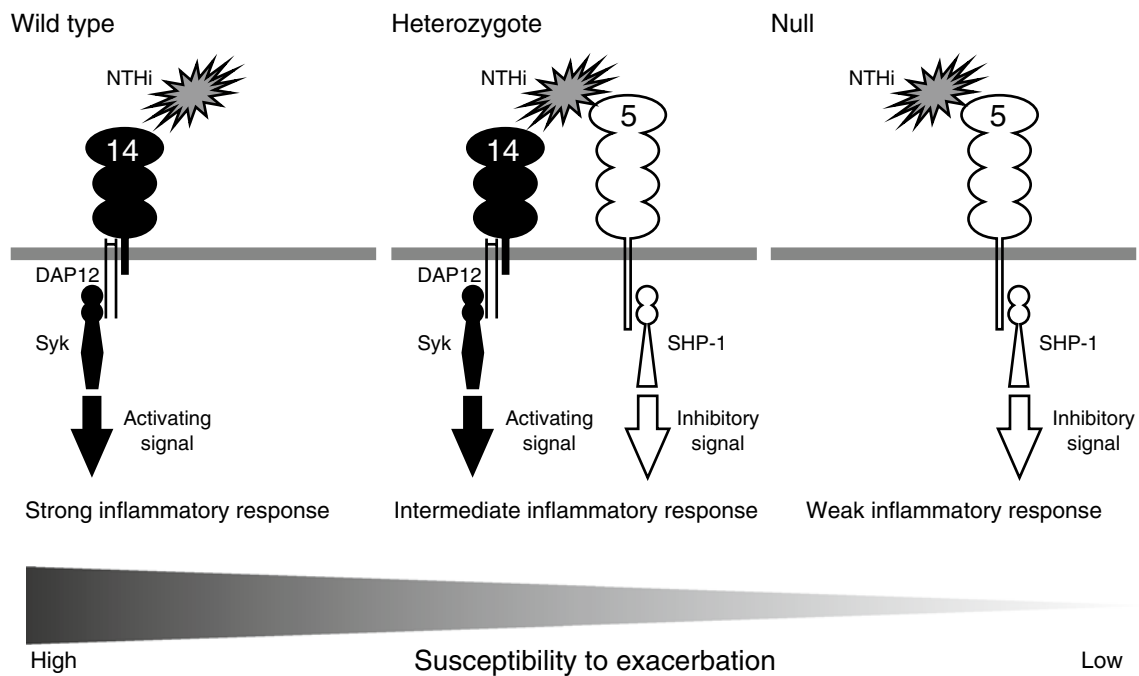 Wild type
NTHi
14
DAP12
Syk
Activating
signal
Strong inflammatory response
Heterozygote
NTHi
14
5
DAP12
Syk
SHP-1
Activating
signal
Inhibitory
signal
Intermediate inflammatory response
Null
NTHi
5
SHP-1
Inhibitory
signal
Weak inflammatory response
High
Susceptibility to exacerbation
Low